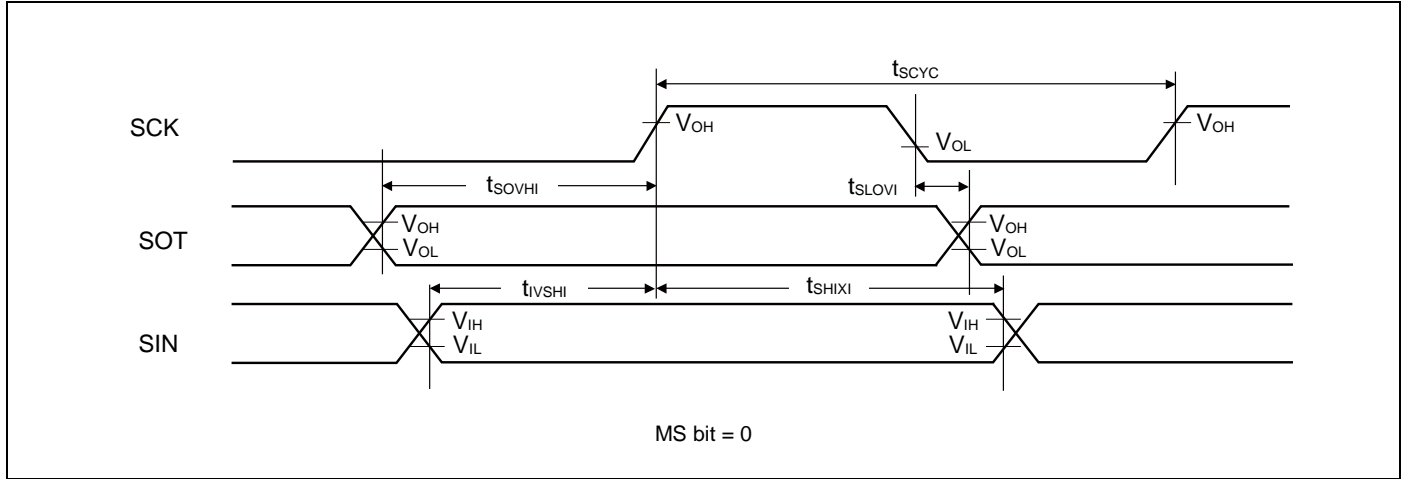 tSCYC
SCK
VOH
VOL
VOH
tSOVHI
tSLOVI
SOT
VOH
VOL
VOH
VOL
tIVSHI
tSHIXI
SIN
VIH
VIL
VIH
VIL
MS bit = 0